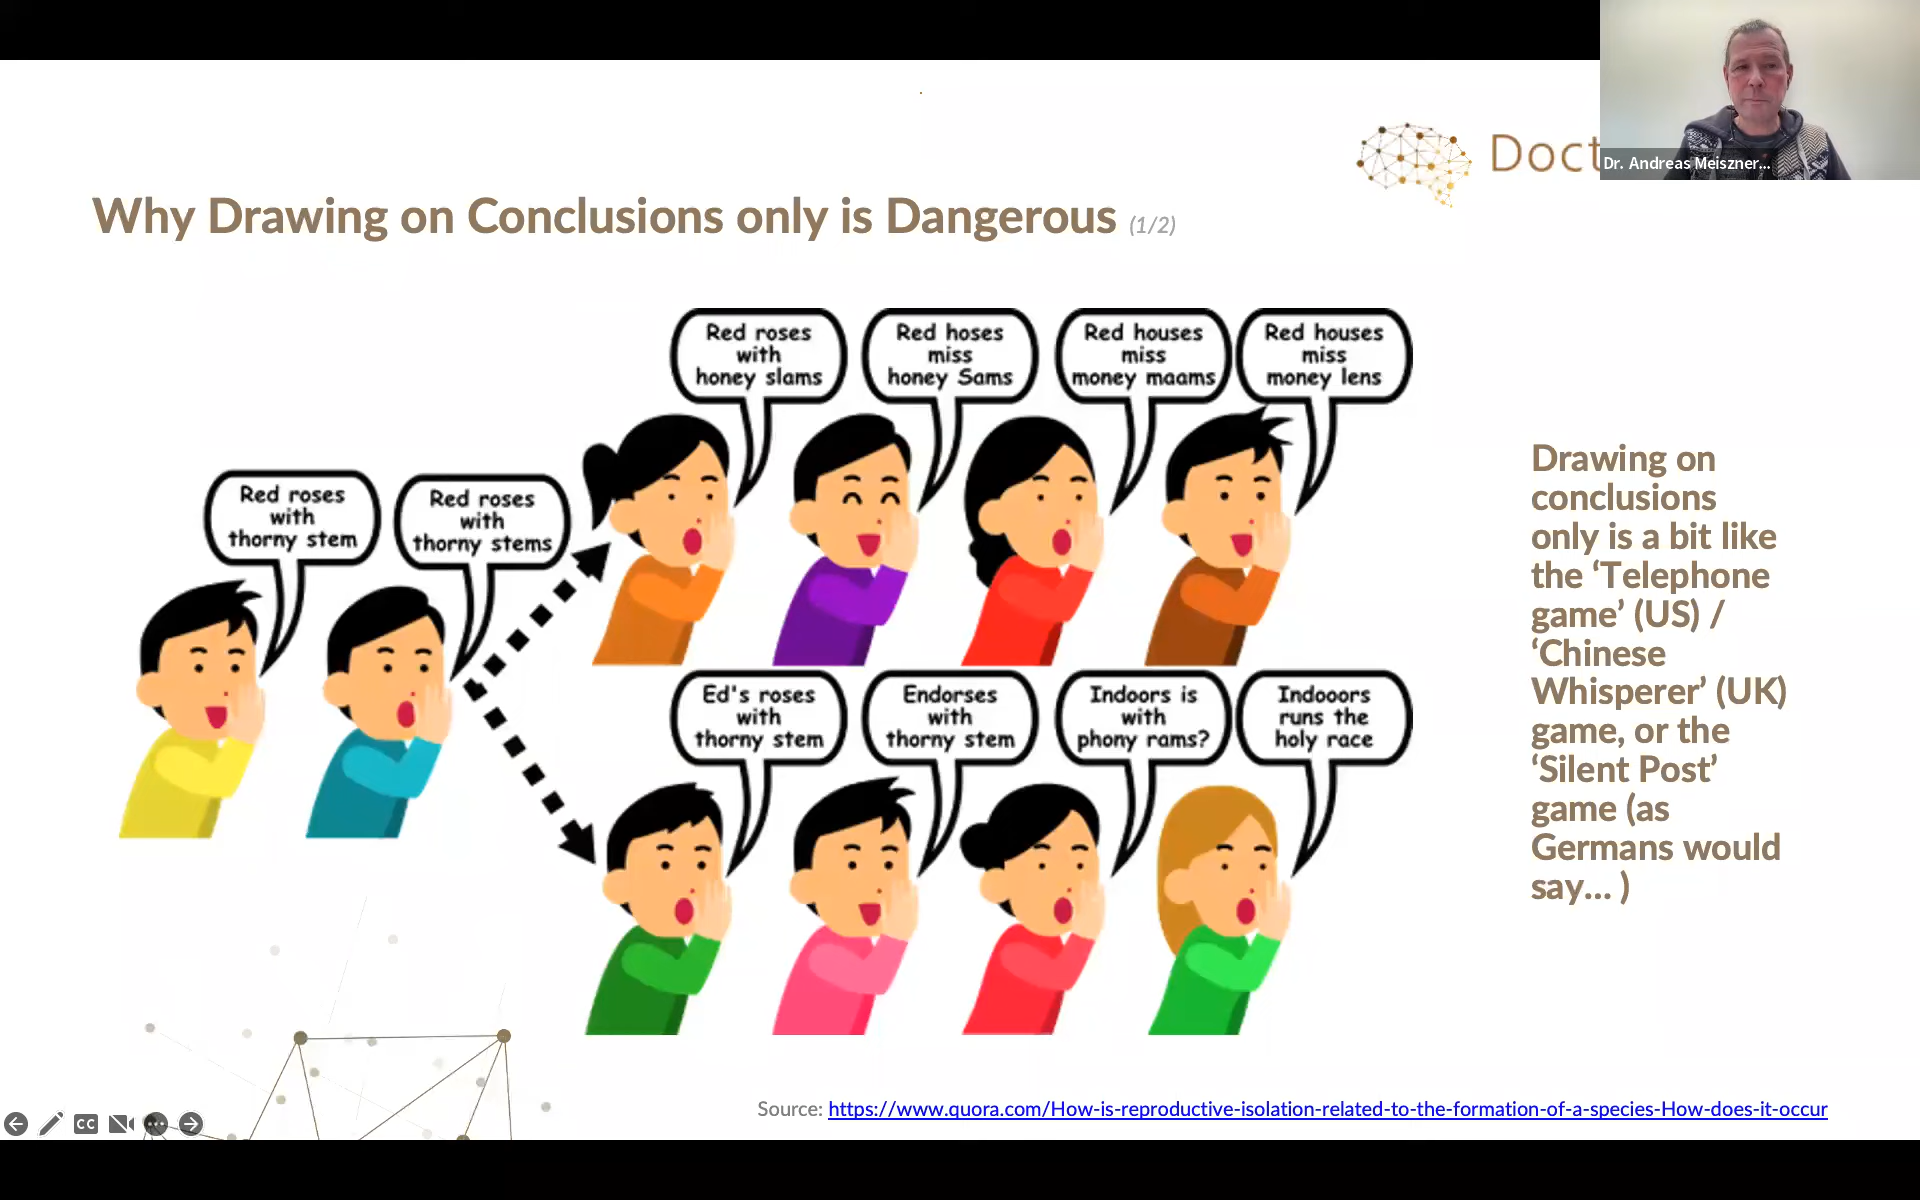 Doct
Dr. Andreas Meiszner...
Why Drawing on Conclusions only is Dangerous (1/2)
Red roses
with
thorny stem
Red roses
with
thorny stems
Red roses
with
honey slams
Red hoses
miss
honey Sams
Red houses
miss
money maams
Red houses
miss
money lens
Ed's roses
with
thorny stem
Endorses
with
thorny stem
Indoors is
with
phony rams?
Indooors
runs the
holy race
Drawing on
conclusions
only is a bit like
the ‘Telephone
game’ (US) /
‘Chinese
Whisperer’ (UK)
game, or the
‘Silent Post’
game (as
Germans would
say... )
Source: https://www.quora.com/How-is-reproductive-isolation-related-to-the-formation-of-a-species-How-does-it-occur
CC